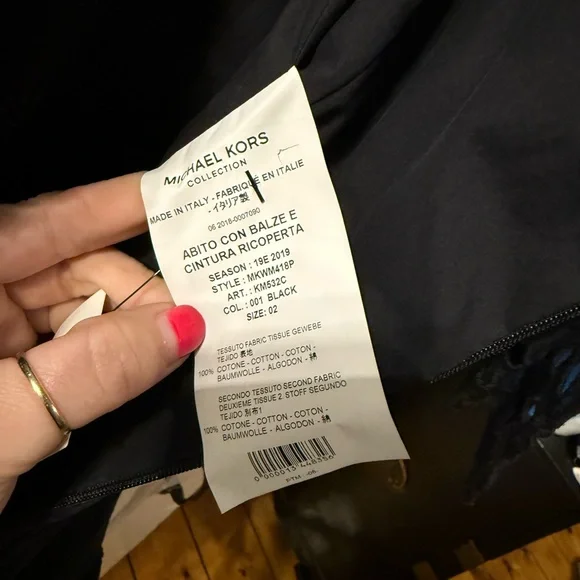 MICHAEL KORS
COLLECTION
MADE IN ITALY - FABRIQUÉ EN ITALIE
- イタリア製
06 2018-0007090
ABITO CON BALZE E
CINTURA RICOPERTA
SEASON : 19E 2019
STYLE : MKWM418P
ART. : KM532C
COL. : 001 BLACK
SIZE: 02
TESSUTO FABRIC TISSUE GEWEBE
TEJIDO 表地
100% COTONE - COTTON - COTON -
BAUMWOLLE - ALGODON - 綿
SECONDO TESSUTO SECOND FABRIC
DEUXIEME TISSUE 2. STOFF SEGUNDO
TEJIDO 別布1
100% COTONE - COTTON - COTON -
BAUMWOLLE - ALGODON - 綿
0 000015 448556